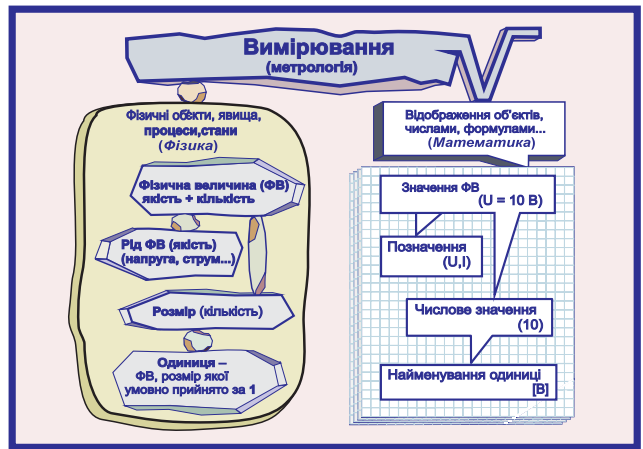 Вимірювання
(метрологія)
Фізичні об'єкти, явища,
процеси,стани
(Фізика)
Фізична величина (ФВ)
якість + кількість
Рід ФВ (якість)
(напруга, струм...)
Розмір (кількість)
Одиниця –
ФВ, розмір якої
умовно прийнято за 1
Відображення об'єктів,
числами, формулами...
(Математика)
Значення ФВ
(U = 10 В)
Позначення
(U,I)
Числове значення
(10)
Найменування одиниці
[В]